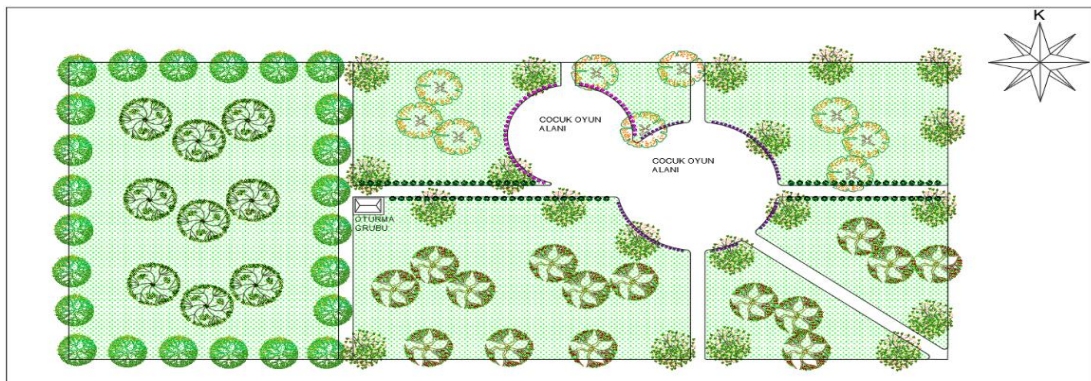 K
COCUK OYUN
ALANI
COCUK OYUN
ALANI
OTURMA
GRUBU